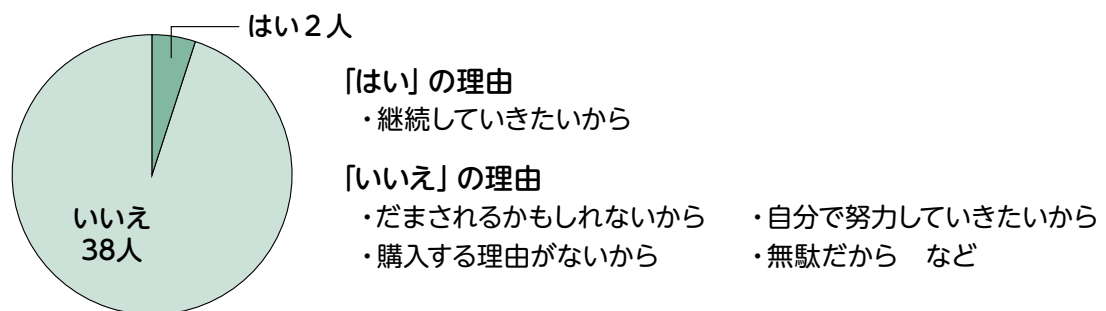 はい2人
「はい」の理由
・継続していきたいから
「いいえ」の理由
・だまされるかもしれないから　・自分で努力していきたいから
・購入する理由がないから　・無駄だから　など
いいえ
38人